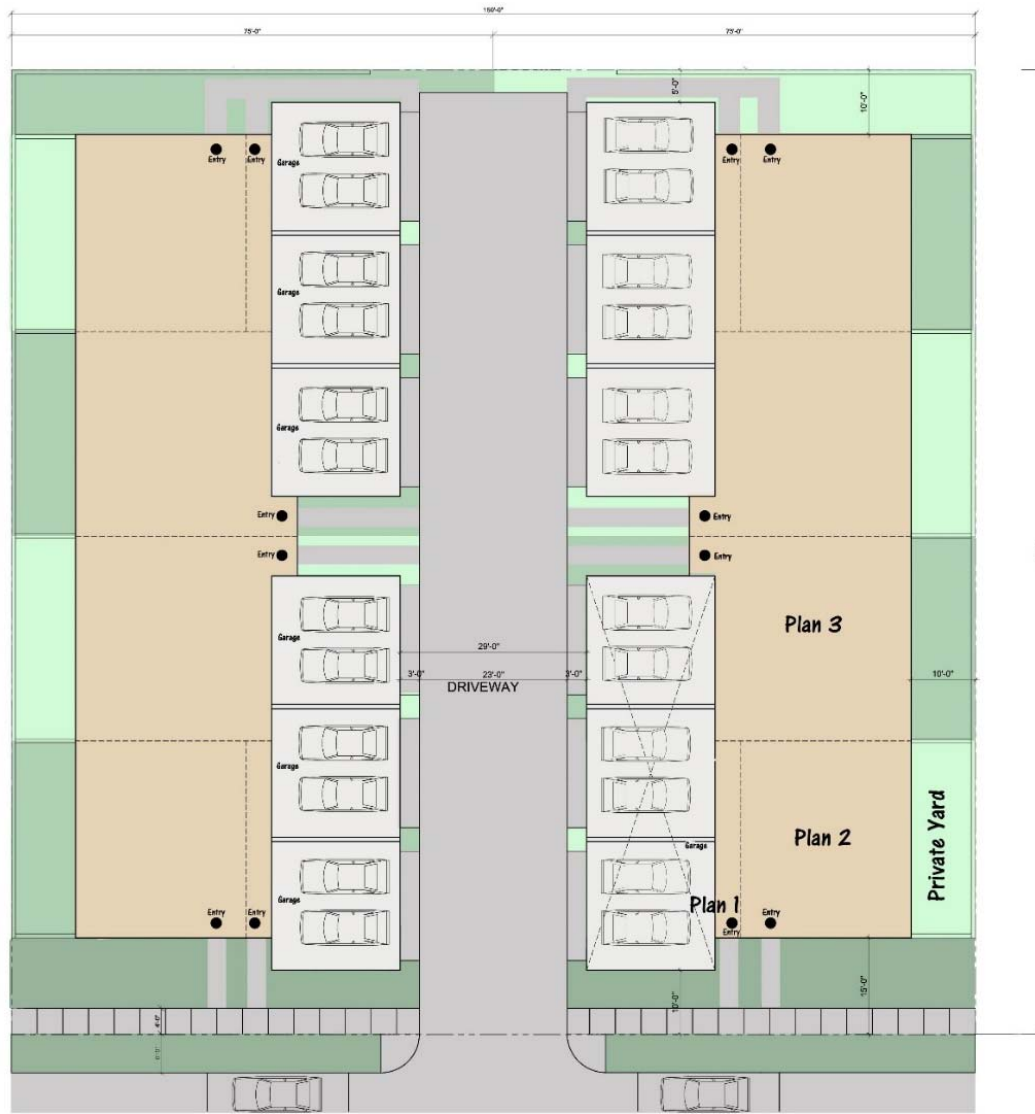 150'-0"
75'-0" 75'-0"
5'-0" 10'-0"
Entry Entry Garage Entry Entry
Garage
Garage
Entry Entry
Entry Entry
Garage Plan 3
29'-0"
3'-0" 23'-0" 3'-0" 10'-0"
DRIVEWAY
Garage
Plan 2
Private Yard
Garage
Garage
Plan 1
Entry Entry Entry Entry
10'-0" 15'-0"